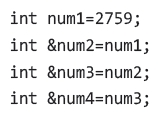 int num1=2759;
int &num2=num1;
int &num3=num2;
int &num4=num3;